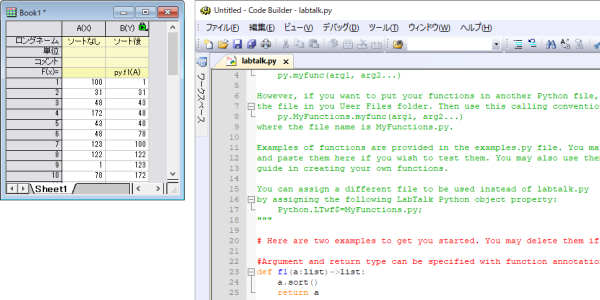 Book1 *
A(X) B(Y)
ロングネーム ソートなし ソート後
単位
コメント
F(x)= py.f1(A)
1 100 1
2 31 31
3 48 43
4 172 48
5 43 48
6 48 78
7 123 100
8 122 122
9 1 123
10 78 172
Sheet1
Untitled - Code Builder - labtalk.py
ファイル(F) 編集(E) ビュー(V) デバッグ(D) ツール(T) ウィンドウ(W) ヘルプ(H)
ワークスペース
labtalk.py
4 py.myfunc(arg1, arg2...)
5
6 However, if you want to put your functions in another Python file,
7 the file in you User Files folder. Then use this calling convention
8 py.MyFunctions.myfunc(arg1, arg2...)
9 where the file name is MyFunctions.py.
10
11 Examples of functions are provided in the examples.py file. You ma
12 and paste them here if you wish to test them. You may also use the
13 guide in creating your own functions.
14
15 You can assign a different file to be used instead of labtalk.py
16 by assigning the following LabTalk Python object property:
17 Python.LTwf$=MyFunctions.py;
18 """
19
20 # Here are two examples to get you started. You may delete them if
21
22 #Argument and return type can be specified with function annotation
23 def f1(a:list)->list:
24 a.sort()
25 return a